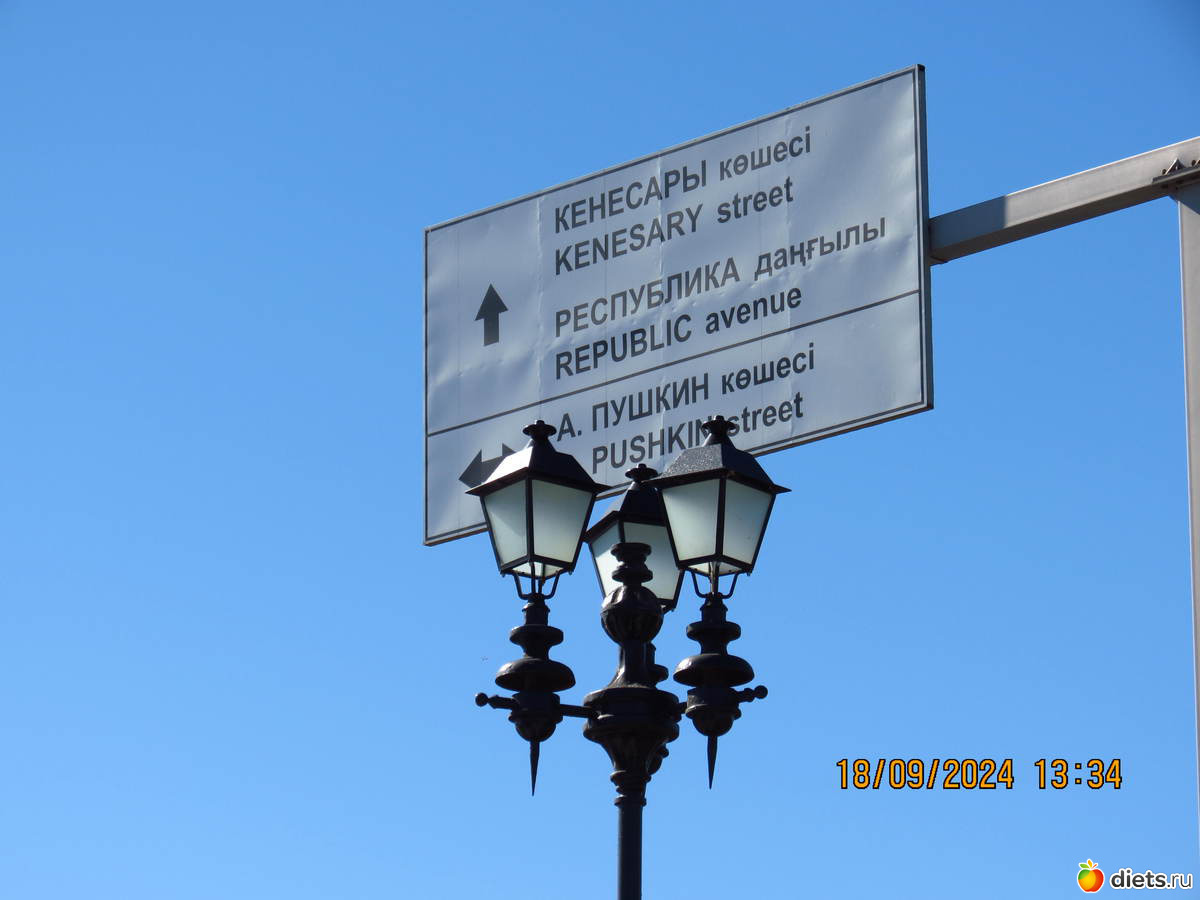 КЕНЕСАРЫ көшесі
KENESARY street
РЕСПУБЛИКА даңғылы
REPUBLIC avenue
А. ПУШКИН көшесі
PUSHKIN street
18/09/2024 13:34
diets.ru